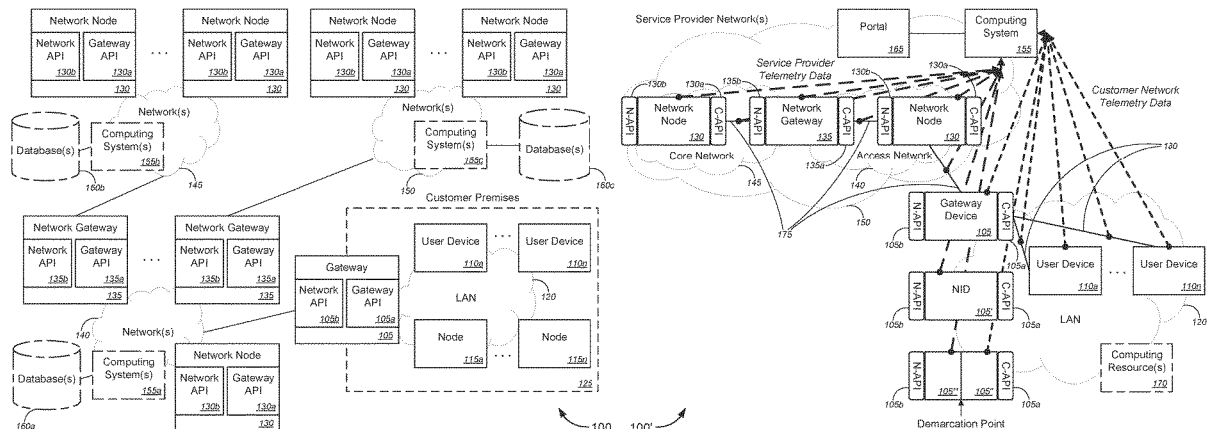 Network Node
Network API
130b
Gateway API
130a
130
Network Node
Network API
130b
Gateway API
130a
130
Network Node
Network API
130b
Gateway API
130a
130
Network Node
Network API
130b
Gateway API
130a
130
Network(s)
Database(s)
160b
Computing System(s)
155b
145
Network(s)
Computing System(s)
155c
150
Database(s)
160c
Network Gateway
Network API
135b
Gateway API
135a
135
Network Gateway
Network API
135b
Gateway API
135a
135
Customer Premises
Gateway
Network API
105b
Gateway API
105a
105
User Device
110a
User Device
110n
LAN
120
Node
115a
Node
115n
125
140
Network(s)
Database(s)
160a
Computing System(s)
155a
Network Node
Network API
130b
Gateway API
130a
130
100
100'
Service Provider Network(s)
Portal
165
Computing System
155
Service Provider Telemetry Data
Customer Network Telemetry Data
130b
130a
135b
130b
130a
N-API
Network Node
130
C-API
N-API
Network Gateway
135
C-API
N-API
Network Node
130
C-API
135a
Core Network
145
Access Network
140
150
175
180
N-API
Gateway Device
105
C-API
105b
105a
User Device
110a
User Device
110n
N-API
NID
105'
C-API
105b
105a
LAN
120
N-API
105"
105"
C-API
105b
105a
Computing Resource(s)
170
Demarcation Point